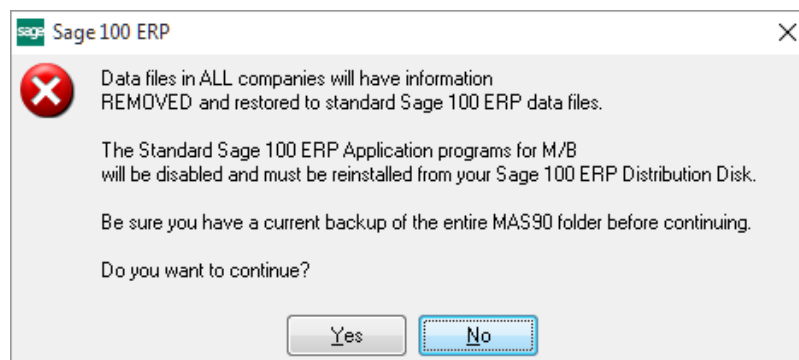 sage Sage 100 ERP
Data files in ALL companies will have information
REMOVED and restored to standard Sage 100 ERP data files.
The Standard Sage 100 ERP Application programs for M/B
will be disabled and must be reinstalled from your Sage 100 ERP Distribution Disk.
Be sure you have a current backup of the entire MAS90 folder before continuing.
Do you want to continue?
Yes No